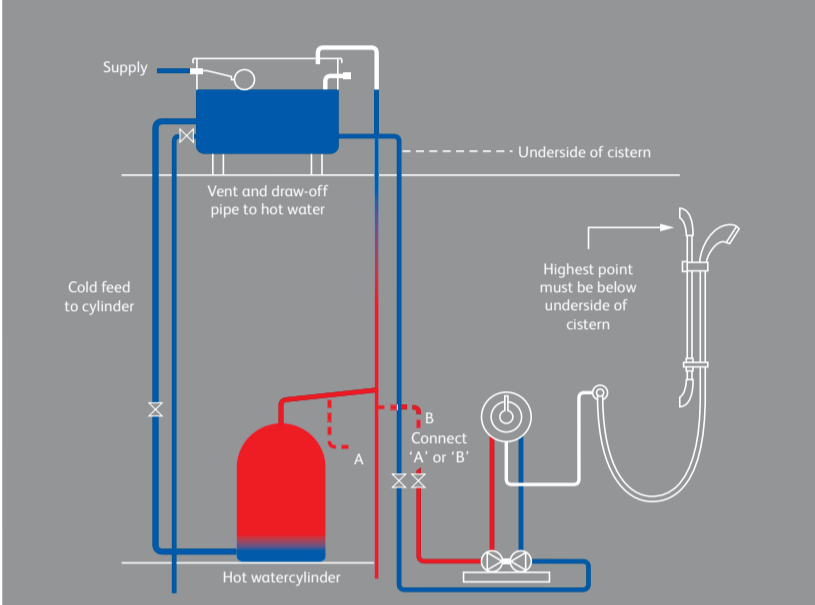 Supply
Underside of cistern
Vent and draw-off
pipe to hot water
Highest point
must be below
underside of
cistern
Cold feed
to cylinder
B
Connect
‘A’ or ‘B’
A
Hot watercylinder